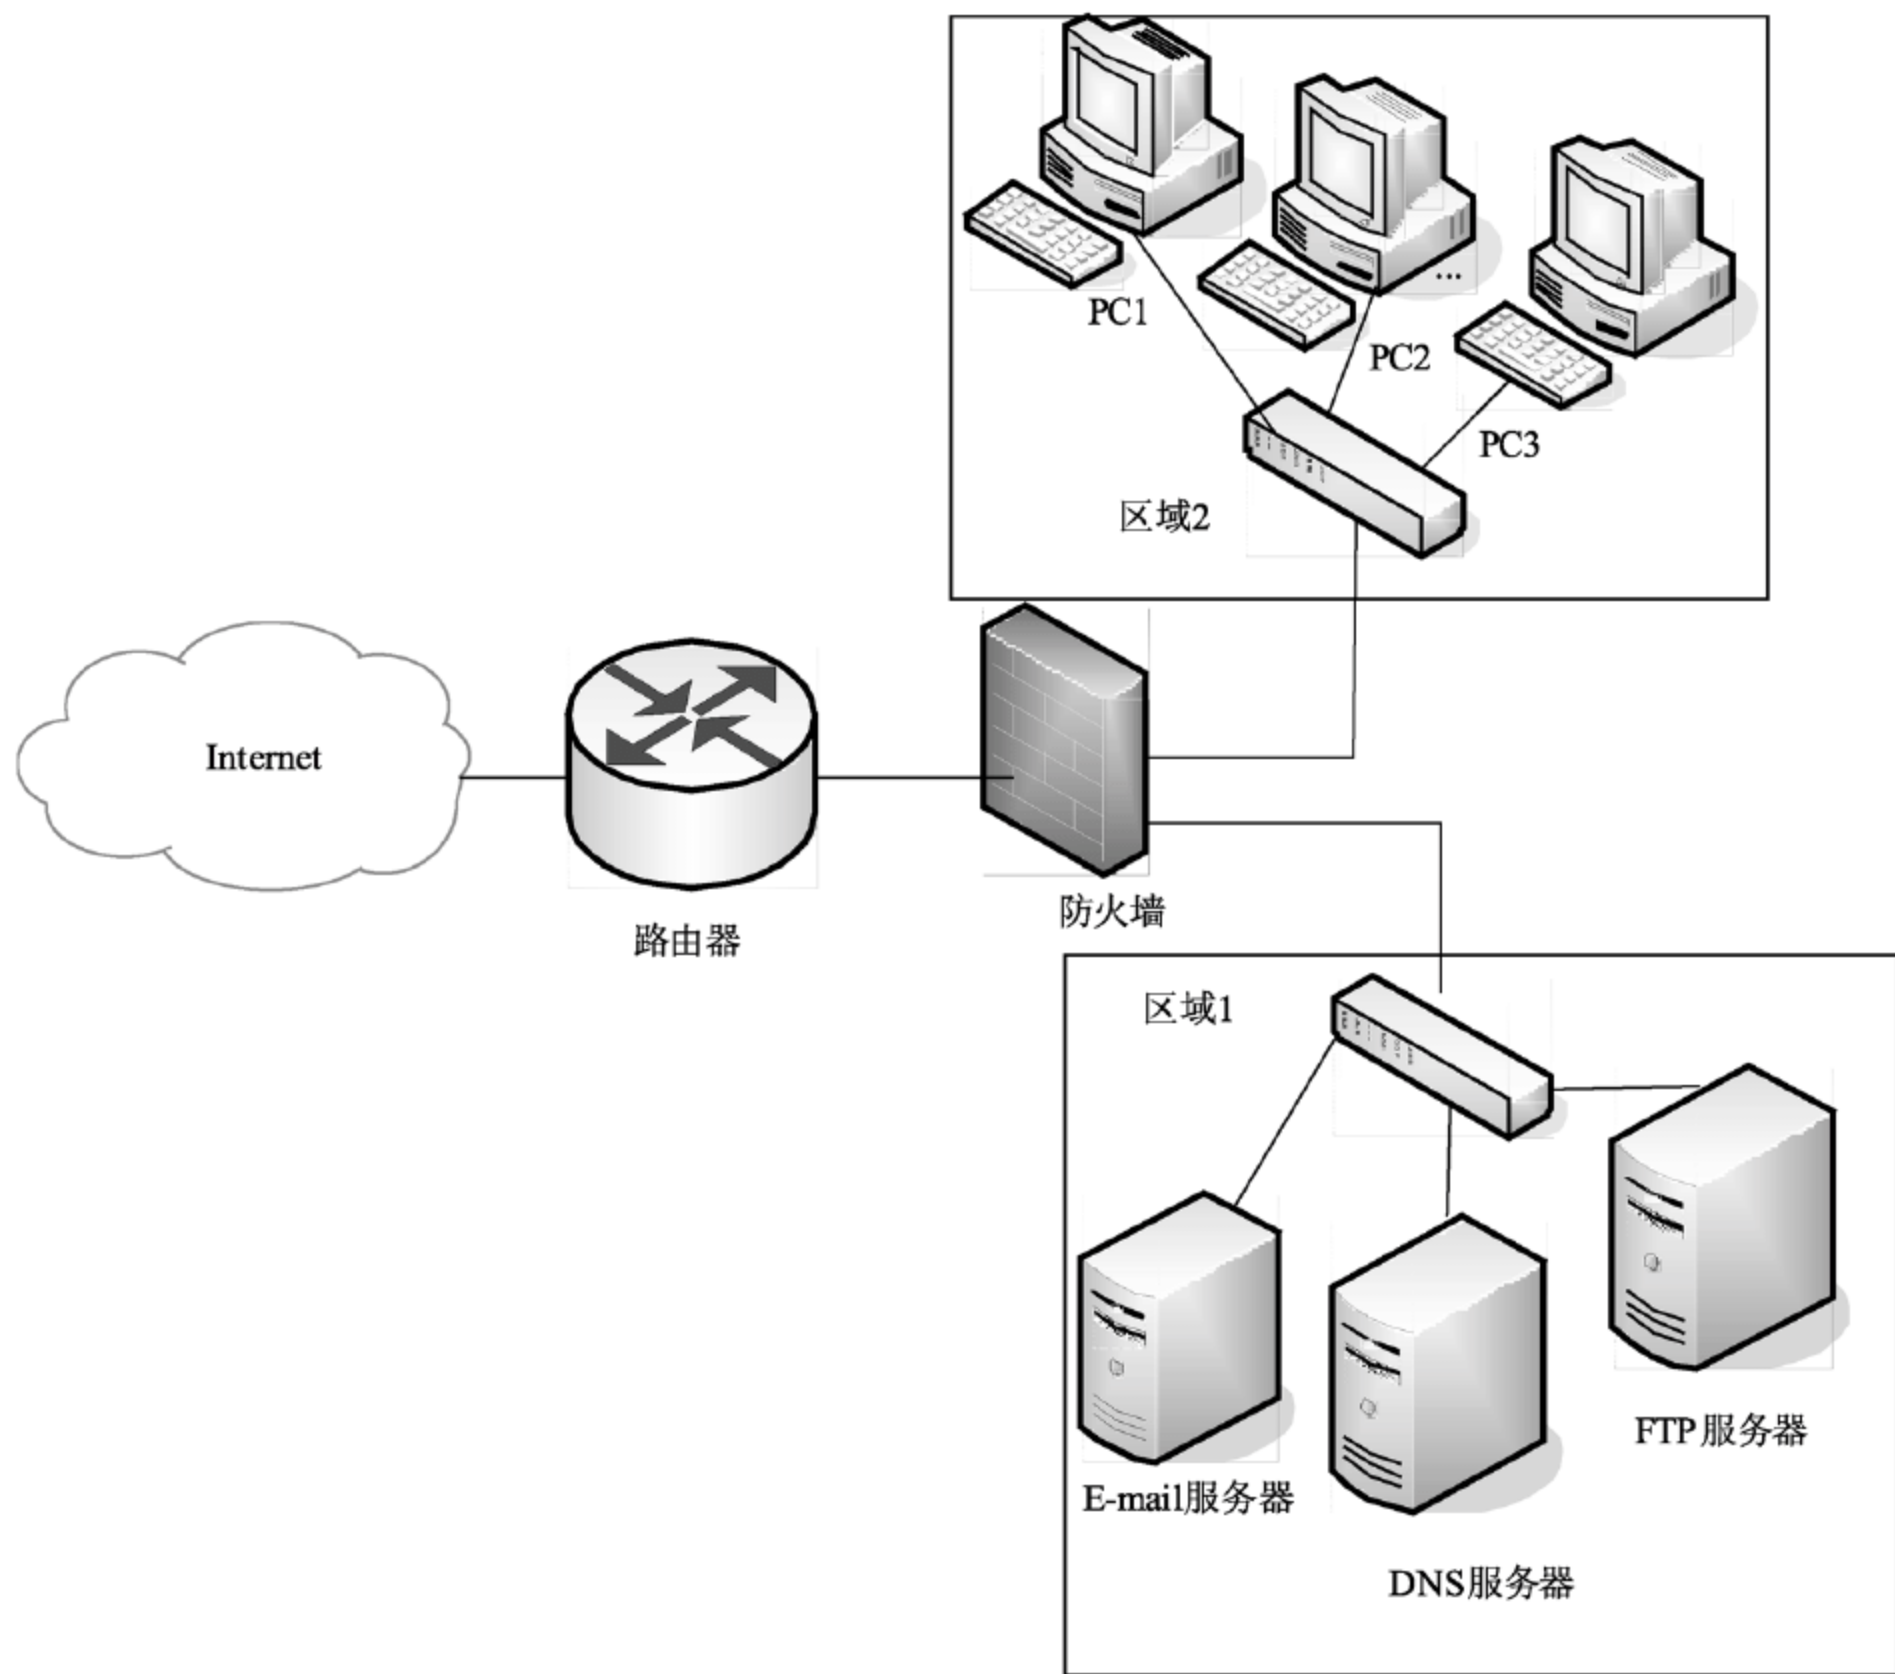 PC1
...
PC2
PC3
区域2
Internet
路由器
防火墙
区域1
FTP服务器
E-mail服务器
DNS服务器